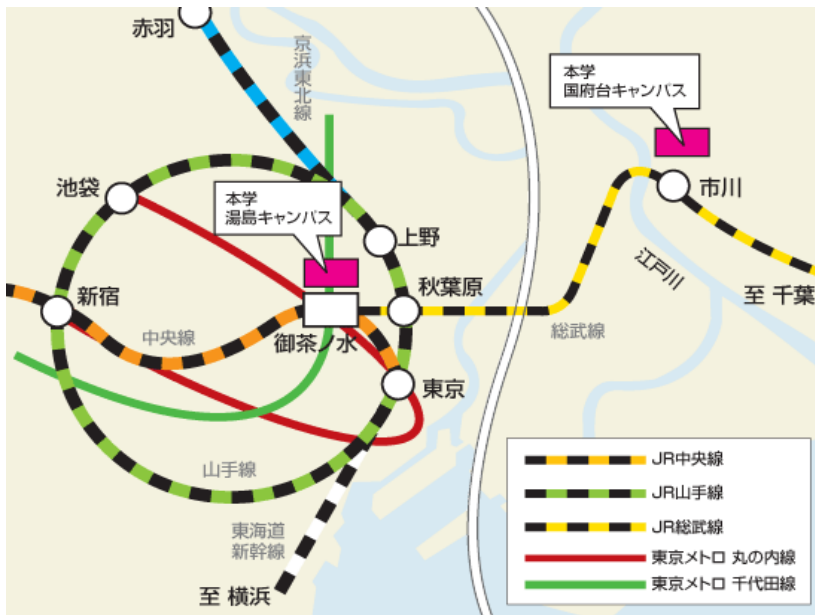 赤羽
京浜東北線
本学
国府台キャンパス
池袋
本学
湯島キャンパス
上野
市川
新宿
秋葉原
江戸川
至 千葉
中央線
御茶ノ水
総武線
東京
山手線
東海道
新幹線
至 横浜
JR中央線
JR山手線
JR総武線
東京メトロ 丸の内線
東京メトロ 千代田線